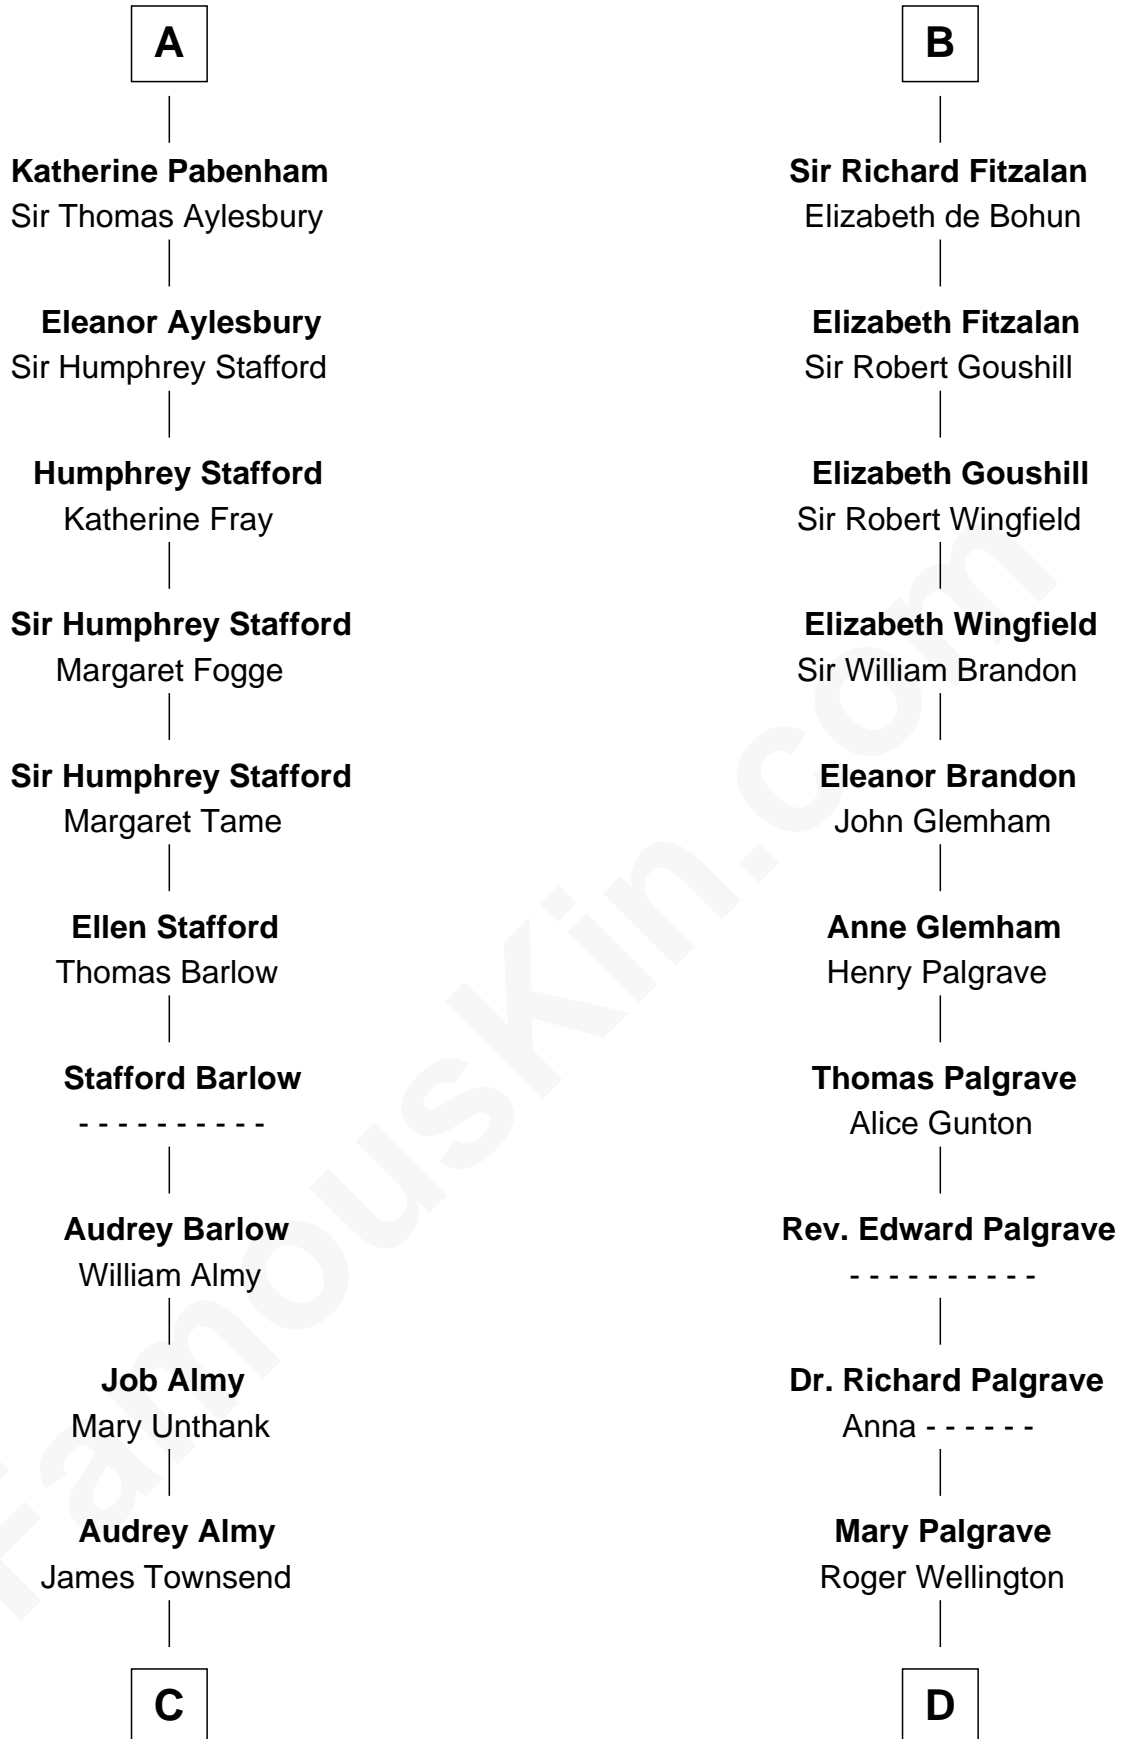 A
Katherine Pabenham
Sir Thomas Aylesbury
Eleanor Aylesbury
Sir Humphrey Stafford
Humphrey Stafford
Katherine Fray
Sir Humphrey Stafford
Margaret Fogge
Sir Humphrey Stafford
Margaret Tame
Ellen Stafford
Thomas Barlow
Stafford Barlow
- - - - - - - - - -
Audrey Barlow
William Almy
Job Almy
Mary Unthank
Audrey Almy
James Townsend
C
B
Sir Richard Fitzalan
Elizabeth de Bohun
Elizabeth Fitzalan
Sir Robert Goushill
Elizabeth Goushill
Sir Robert Wingfield
Elizabeth Wingfield
Sir William Brandon
Eleanor Brandon
John Glemham
Anne Glemham
Henry Palgrave
Thomas Palgrave
Alice Gunton
Rev. Edward Palgrave
- - - - - - - - - -
Dr. Richard Palgrave
Anna - - - - - -
Mary Palgrave
Roger Wellington
D
FamousKin.com